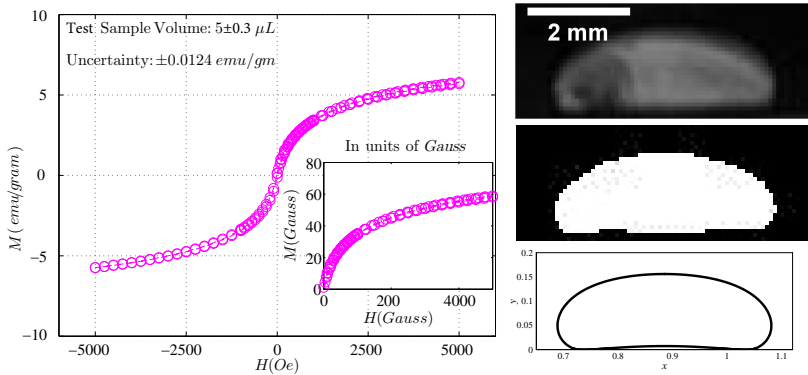 Test Sample Volume: 5±0.3 μL
Uncertainty: ±0.0124 emu/gm
10
5
0
−5
−10
M( emu/gram)
−5000 −2500 0 2500 5000
H(Oe)
In units of Gauss
80
60
40
20
0
M(Gauss)
0 200 4000
H(Gauss)
2 mm
0.2
0.15
0.1
0.05
0
y
0.7 0.8 0.9 1 1.1
x